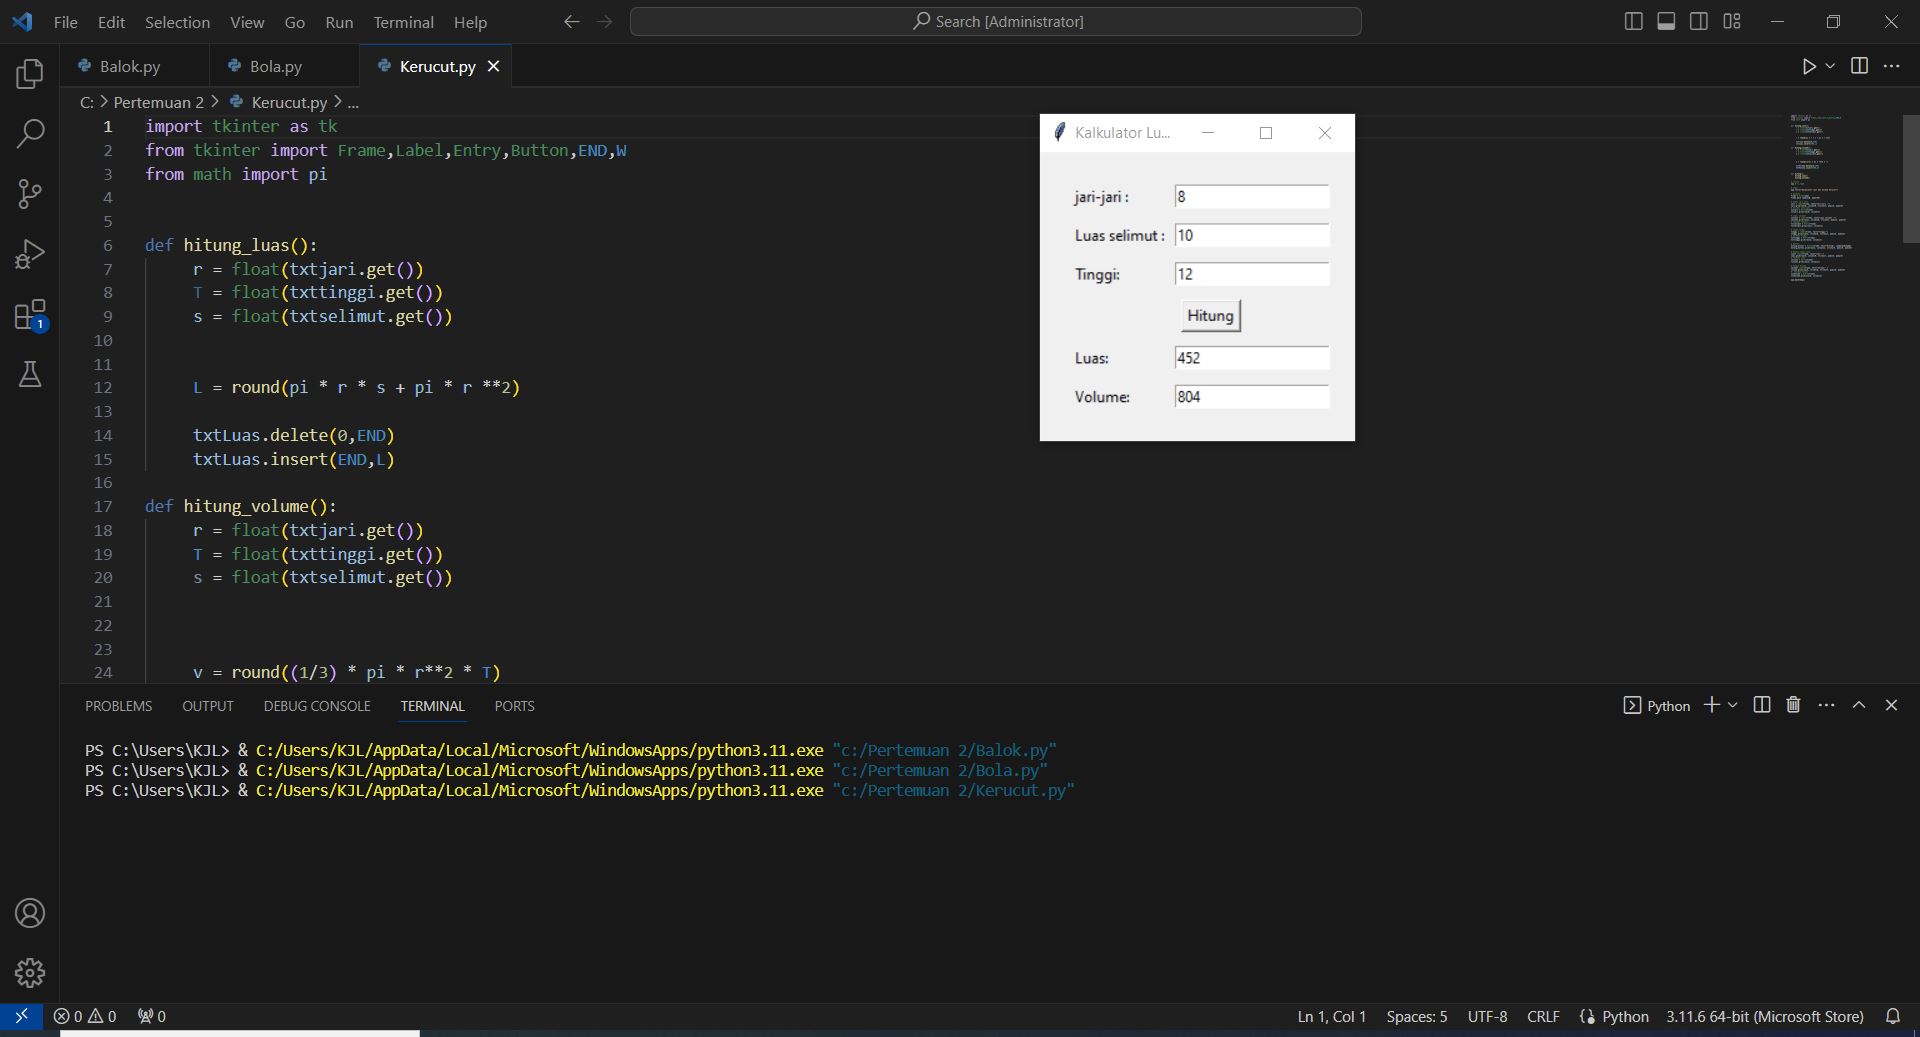 File Edit Selection View Go Run Terminal Help
Search [Administrator]
Balok.py
Bola.py
Kerucut.py
C: > Pertemuan 2 > Kerucut.py > ...
1 import tkinter as tk
2 from tkinter import Frame,Label,Entry,Button,END,W
3 from math import pi
4
5
6 def hitung_luas():
7 r = float(txtjari.get())
8 T = float(txttinggi.get())
9 s = float(txtselimut.get())
10
11
12 L = round(pi * r * s + pi * r **2)
13
14 txtLuas.delete(0,END)
15 txtLuas.insert(END,L)
16
17 def hitung_volume():
18 r = float(txtjari.get())
19 T = float(txttinggi.get())
20 s = float(txtselimut.get())
21
22
23
24 v = round((1/3) * pi * r**2 * T)
Kalkulator Lu...
jari-jari : 8
Luas selimut : 10
Tinggi: 12
Hitung
Luas: 452
Volume: 804
1
PROBLEMS OUTPUT DEBUG CONSOLE TERMINAL PORTS
Python
PS C:\Users\KJL> & C:/Users/KJL/AppData/Local/Microsoft/WindowsApps/python3.11.exe "c:/Pertemuan 2/Balok.py"
PS C:\Users\KJL> & C:/Users/KJL/AppData/Local/Microsoft/WindowsApps/python3.11.exe "c:/Pertemuan 2/Bola.py"
PS C:\Users\KJL> & C:/Users/KJL/AppData/Local/Microsoft/WindowsApps/python3.11.exe "c:/Pertemuan 2/Kerucut.py"
0 0 0
Ln 1, Col 1 Spaces: 5 UTF-8 CRLF Python 3.11.6 64-bit (Microsoft Store)